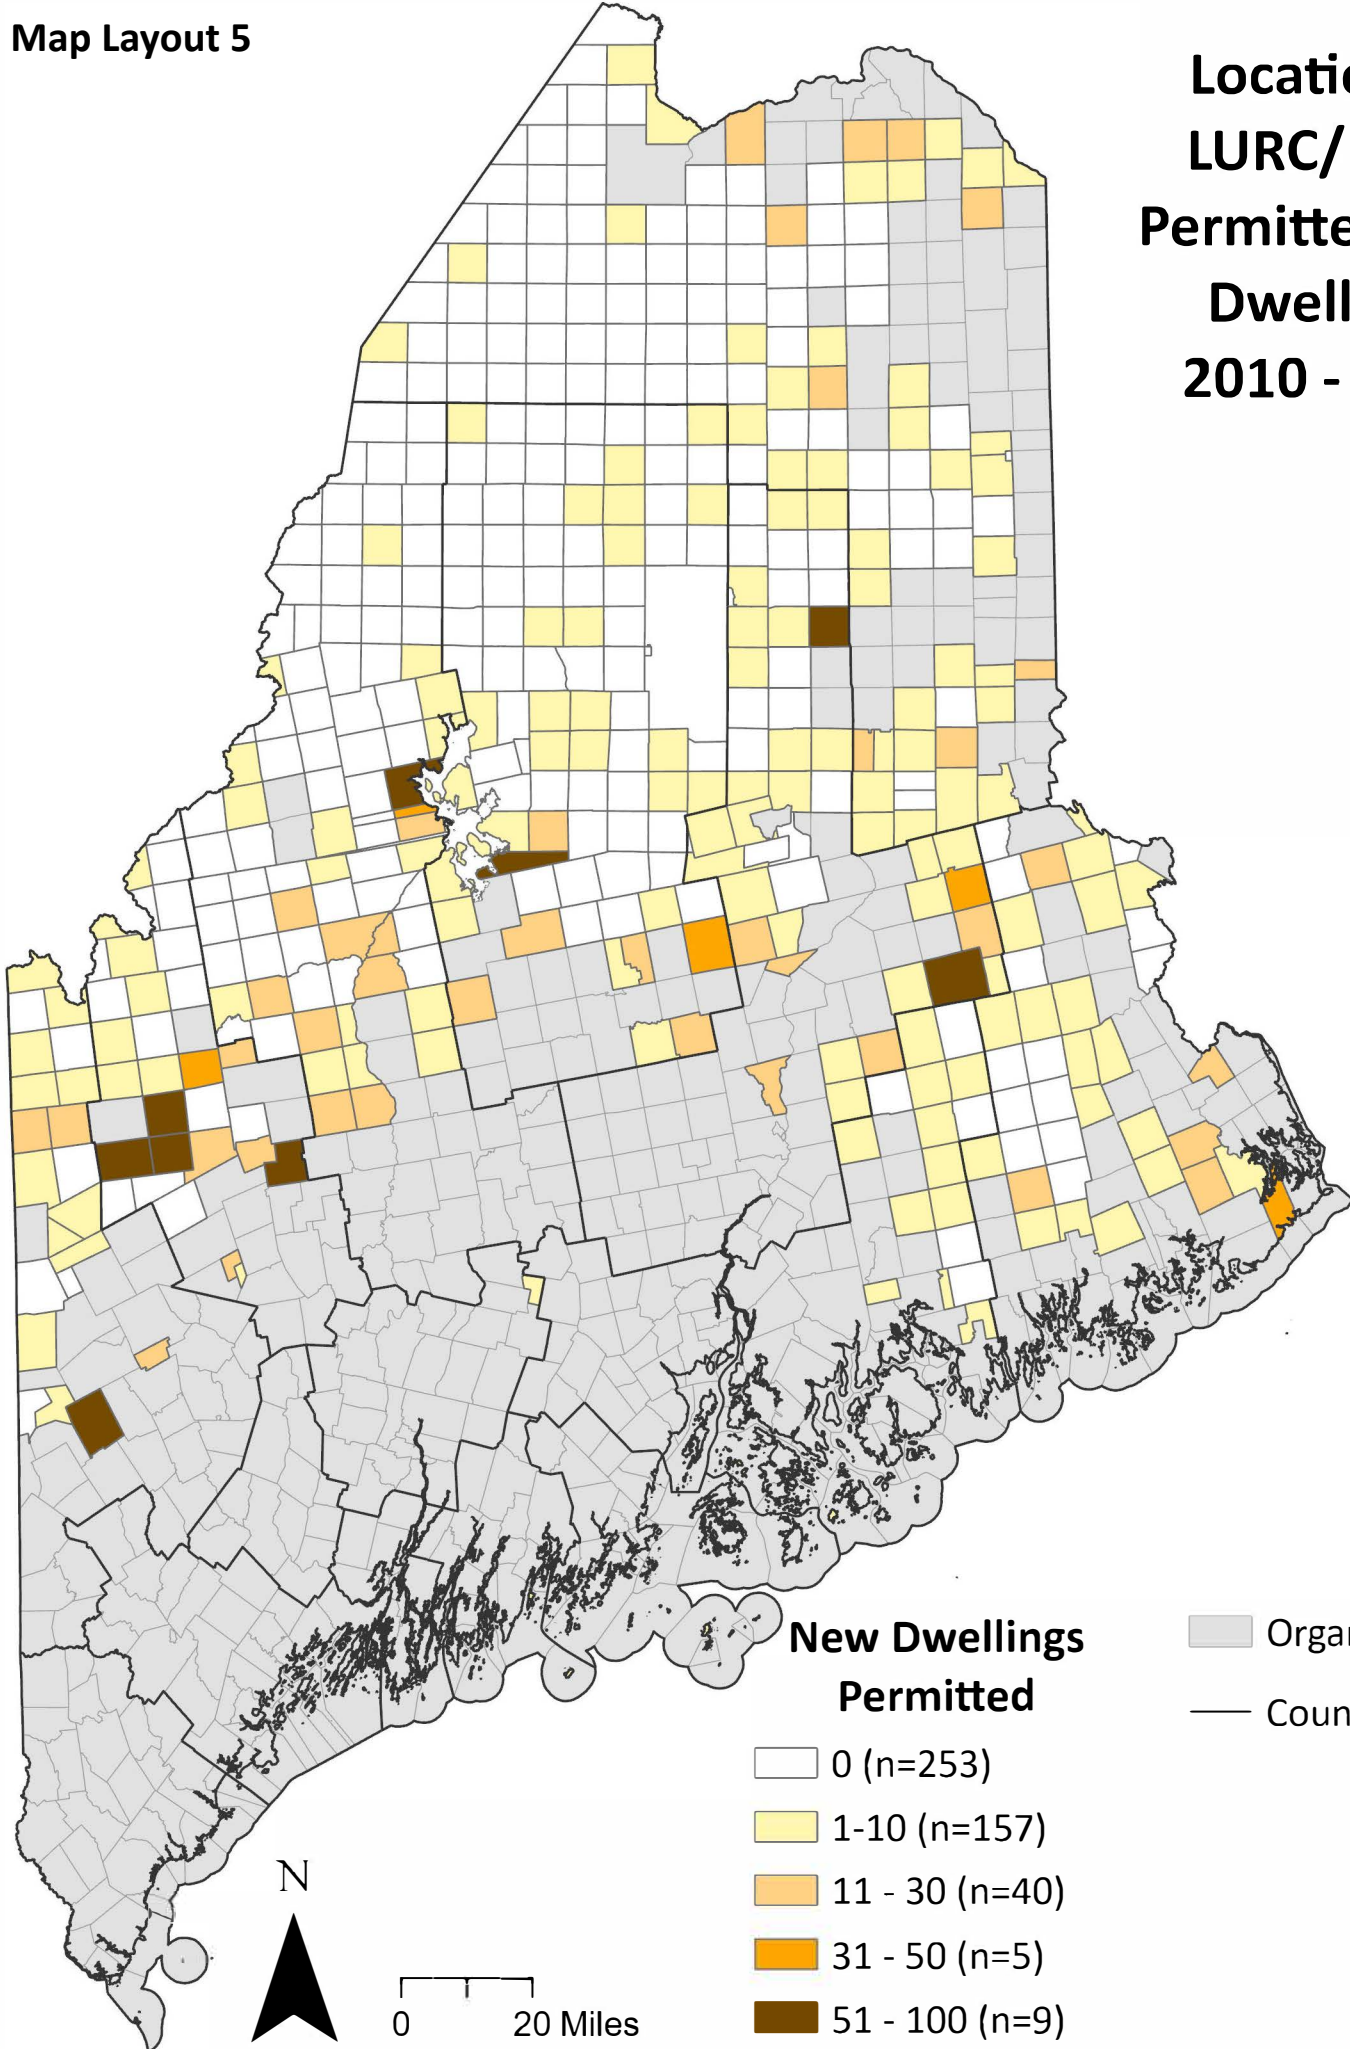 Map Layout 5
Locatio
LURC/
Permitte
Dwell
2010 -
New Dwellings
Permitted
0 (n=253)
1-10 (n=157)
11 - 30 (n=40)
31 - 50 (n=5)
51 - 100 (n=9)
Organ
Coun
N
0 20 Miles